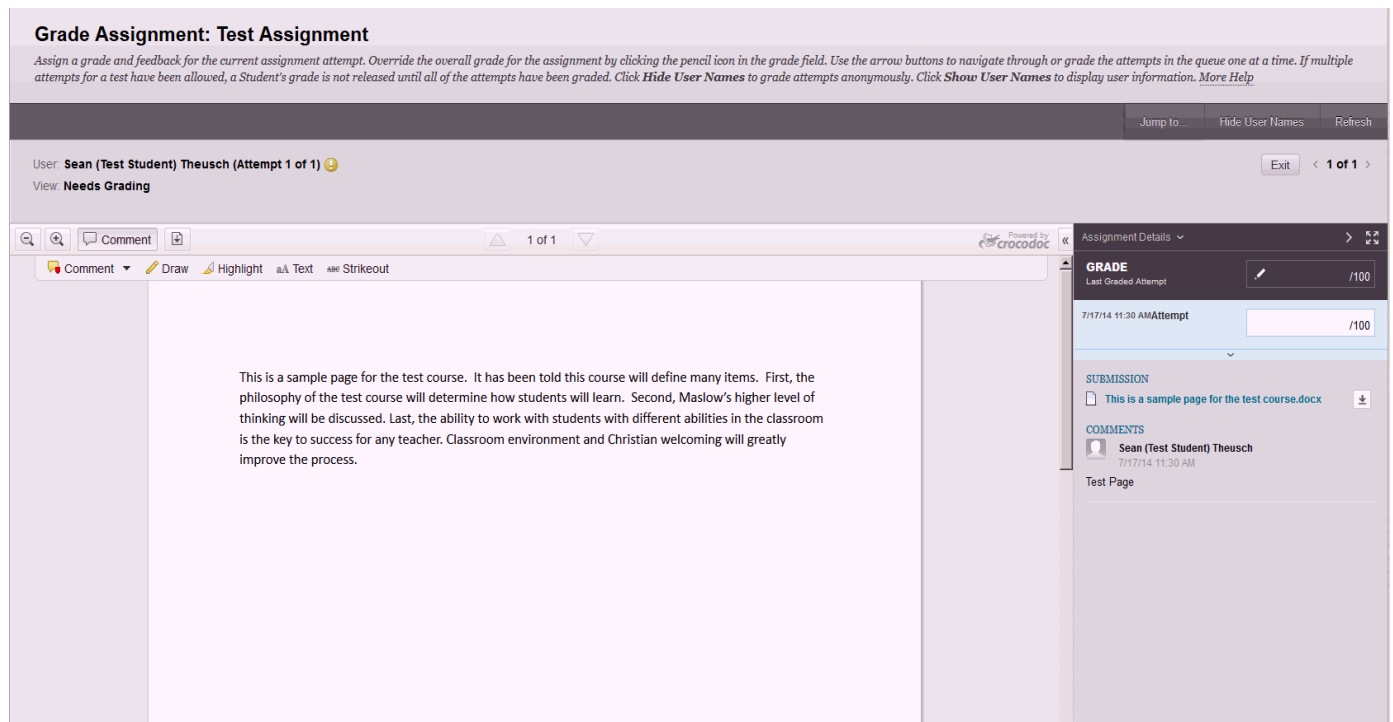 Grade Assignment: Test Assignment
Assign a grade and feedback for the current assignment attempt. Override the overall grade for the assignment by clicking the pencil icon in the grade field. Use the arrow buttons to navigate through or grade the attempts in the queue one at a time. If multiple
attempts for a test have been allowed, a Student's grade is not released until all of the attempts have been graded. Click Hide User Names to grade attempts anonymously. Click Show User Names to display user information. More Help
Jump to... Hide User Names Refresh
User: Sean (Test Student) Theusch (Attempt 1 of 1)
Exit < 1 of 1 >
View: Needs Grading
Comment 1 of 1 Powered by
crocodoc « Assignment Details
Comment Draw Highlight aA Text ABC Strikeout
GRADE
Last Graded Attempt
/100
7/17/14 11:30 AM Attempt
/100
This is a sample page for the test course.  It has been told this course will define many items.  First, the
philosophy of the test course will determine how students will learn.  Second, Maslow's higher level of
thinking will be discussed. Last, the ability to work with students with different abilities in the classroom
is the key to success for any teacher. Classroom environment and Christian welcoming will greatly
improve the process.
SUBMISSION
This is a sample page for the test course.docx
COMMENTS
Sean (Test Student) Theusch
7/17/14 11:30 AM
Test Page